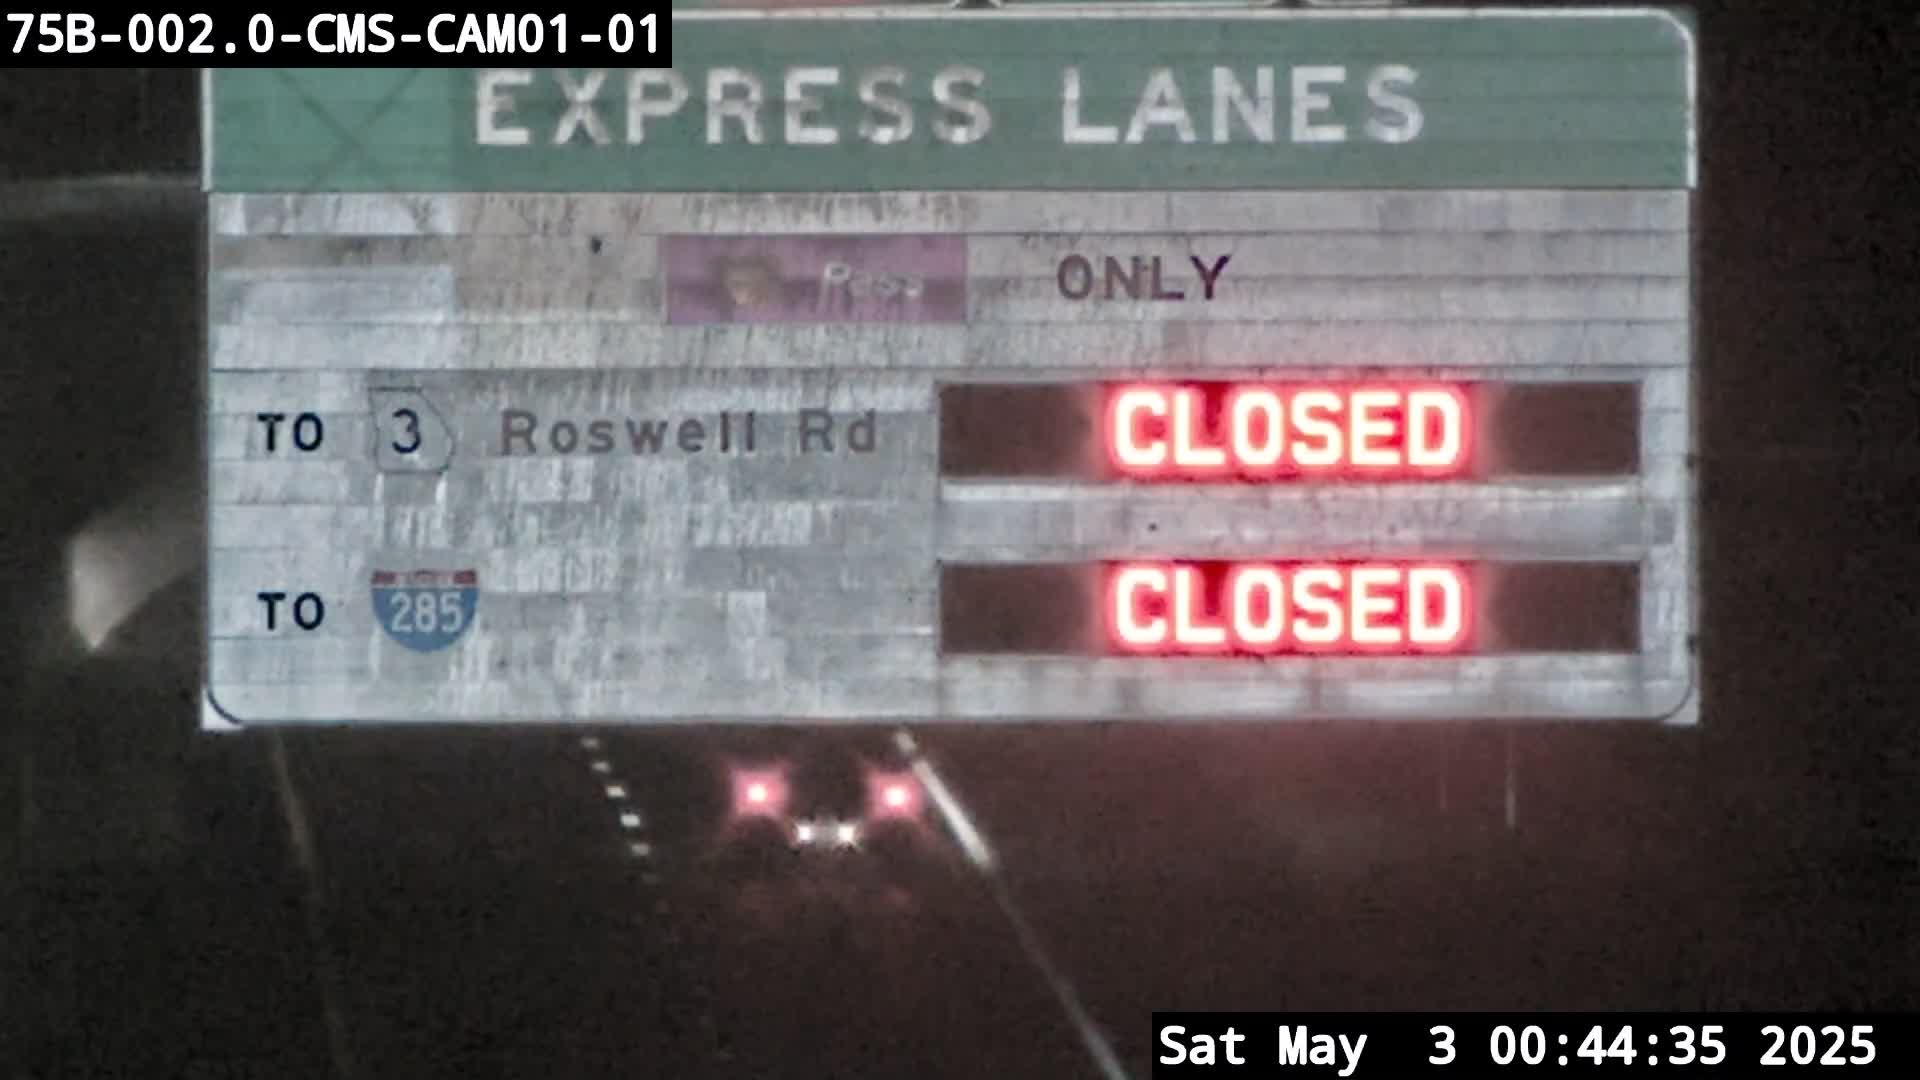 75B-002.0-CMS-CAM01-01
EXPRESS LANES
Pass ONLY
TO 3 Roswell Rd CLOSED
TO 285 CLOSED
Sat May 3 00:44:35 2025